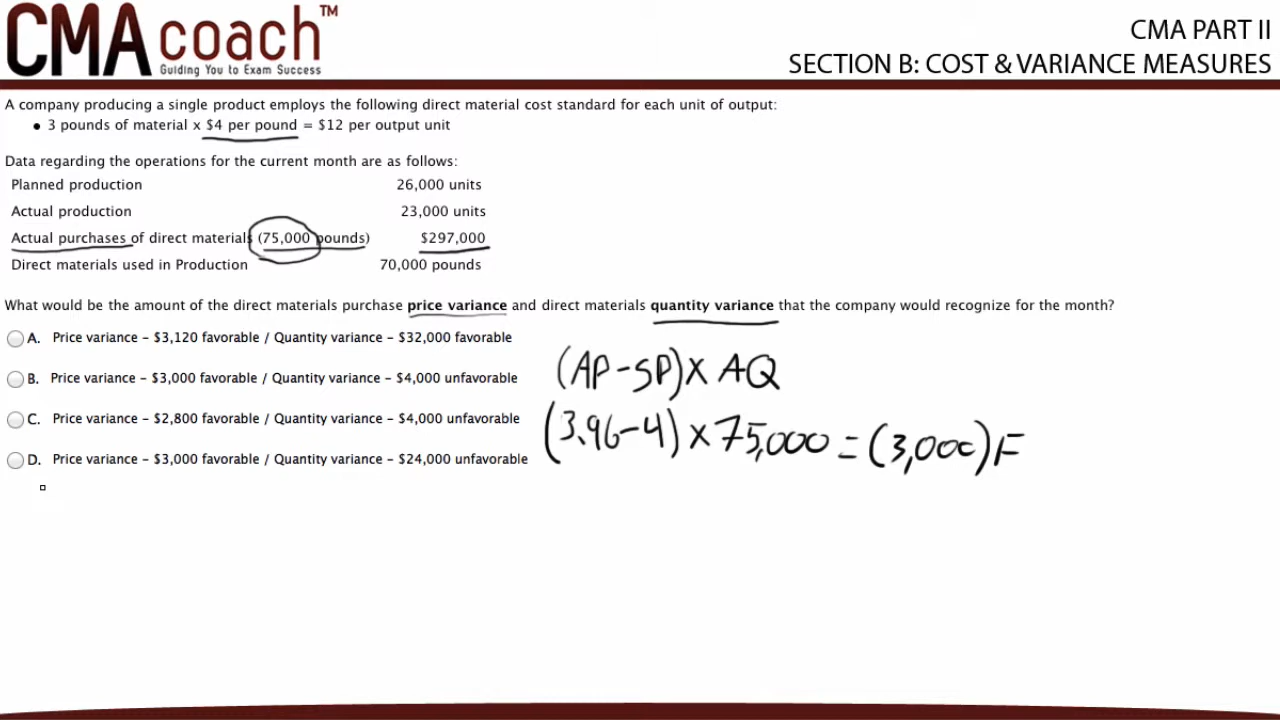 CMA coach™
Guiding You to Exam Success
CMA PART II
SECTION B: COST & VARIANCE MEASURES
A company producing a single product employs the following direct material cost standard for each unit of output:
• 3 pounds of material x $4 per pound = $12 per output unit
Data regarding the operations for the current month are as follows:
Planned production 26,000 units
Actual production 23,000 units
Actual purchases of direct materials (75,000 pounds) $297,000
Direct materials used in Production 70,000 pounds
What would be the amount of the direct materials purchase price variance and direct materials quantity variance that the company would recognize for the month?
A. Price variance – $3,120 favorable / Quantity variance – $32,000 favorable
B. Price variance – $3,000 favorable / Quantity variance – $4,000 unfavorable
C. Price variance – $2,800 favorable / Quantity variance – $4,000 unfavorable
D. Price variance – $3,000 favorable / Quantity variance – $24,000 unfavorable
(AP-SP) X AQ
(3.96-4) x 75,000 = (3,000) F